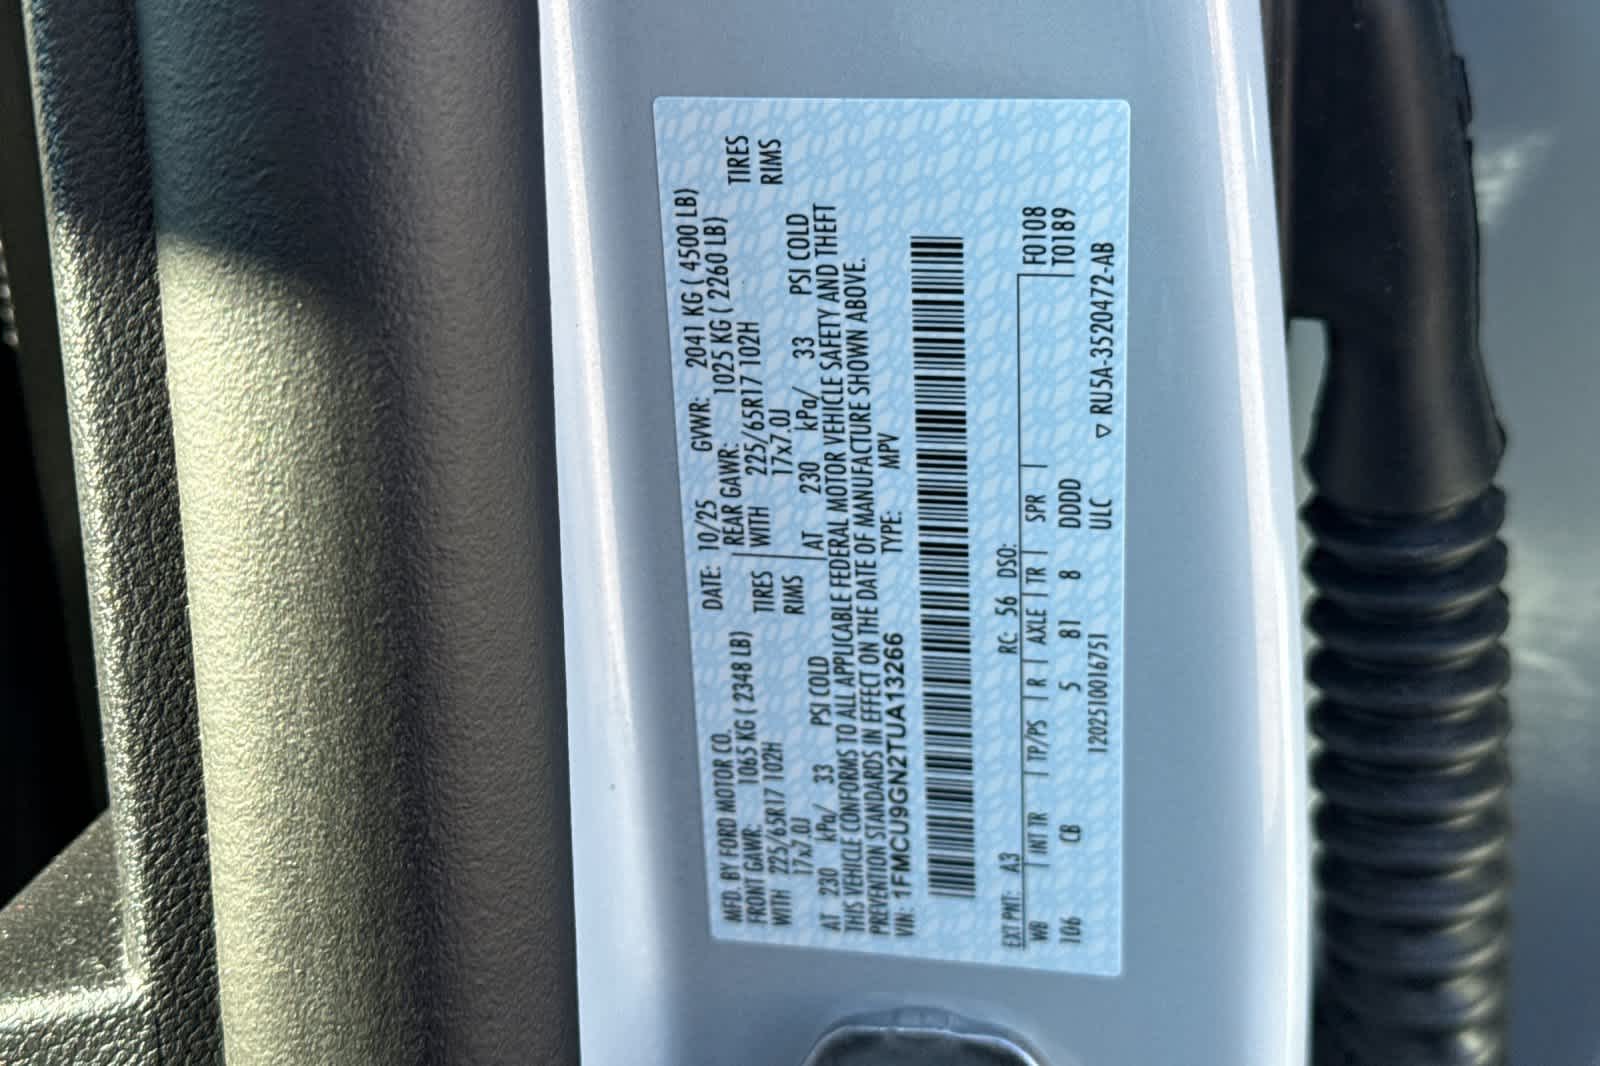 MFD. BY FORD MOTOR CO. DATE: 10/25 GVWR: 2041 KG ( 4500 LB)
FRONT GAWR: 1065 KG ( 2348 LB) REAR GAWR: 1025 KG ( 2260 LB)
WITH 225/65R17 102H TIRES WITH 225/65R17 102H TIRES
17x7.0J RIMS 17x7.0J RIMS
AT 230 kPa/ 33 PSI COLD AT 230 kPa/ 33 PSI COLD
THIS VEHICLE CONFORMS TO ALL APPLICABLE FEDERAL MOTOR VEHICLE SAFETY AND THEFT
PREVENTION STANDARDS IN EFFECT ON THE DATE OF MANUFACTURE SHOWN ABOVE.
VIN: 1FMCU9GN2TUA13266 TYPE: MPV
EXT PNT: A3 RC: 56 DSO: F0108
WB INT TR TP/PS R AXLE TR SPR T0189
106 CB 5 81 8 DDDD
1202510016751 ULC ▽ RU5A-3520472-AB